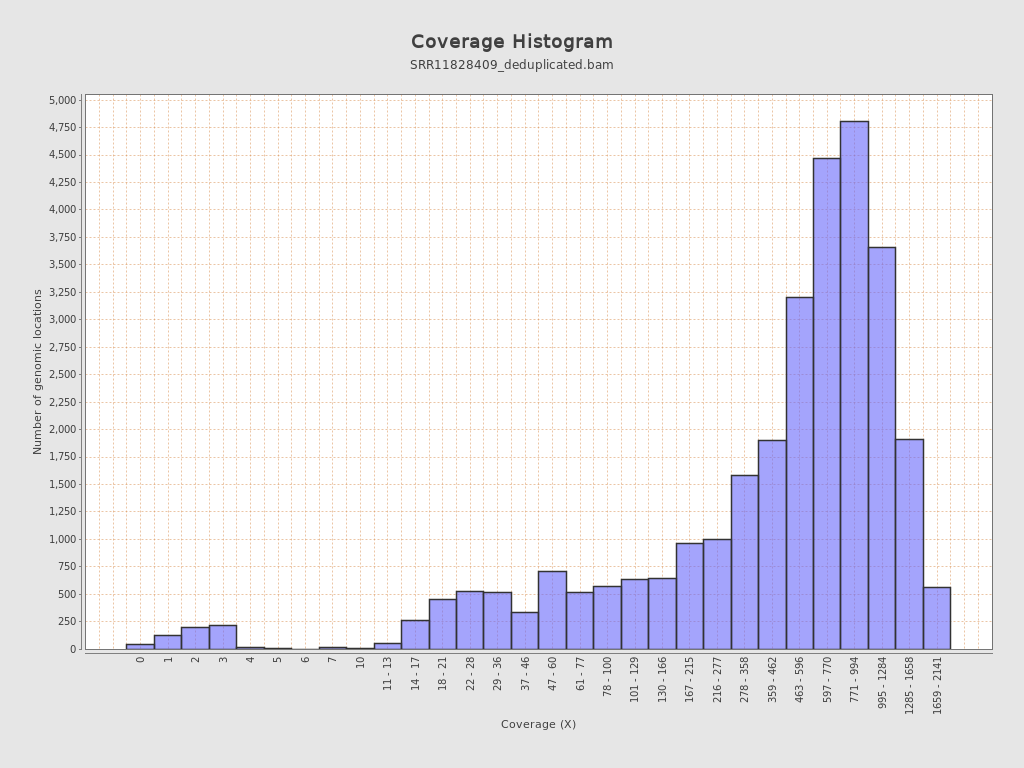 Coverage Histogram
SRR11828409_deduplicated.bam
Number of genomic locations
5,000
4,750
4,500
4,250
4,000
3,750
3,500
3,250
3,000
2,750
2,500
2,250
2,000
1,750
1,500
1,250
1,000
750
500
250
0
0
1
2
3
4
5
6
7
10
11 - 13
14 - 17
18 - 21
22 - 28
29 - 36
37 - 46
47 - 60
61 - 77
78 - 100
101 - 129
130 - 166
167 - 215
216 - 277
278 - 358
359 - 462
463 - 596
597 - 770
771 - 994
995 - 1284
1285 - 1658
1659 - 2141
Coverage (X)